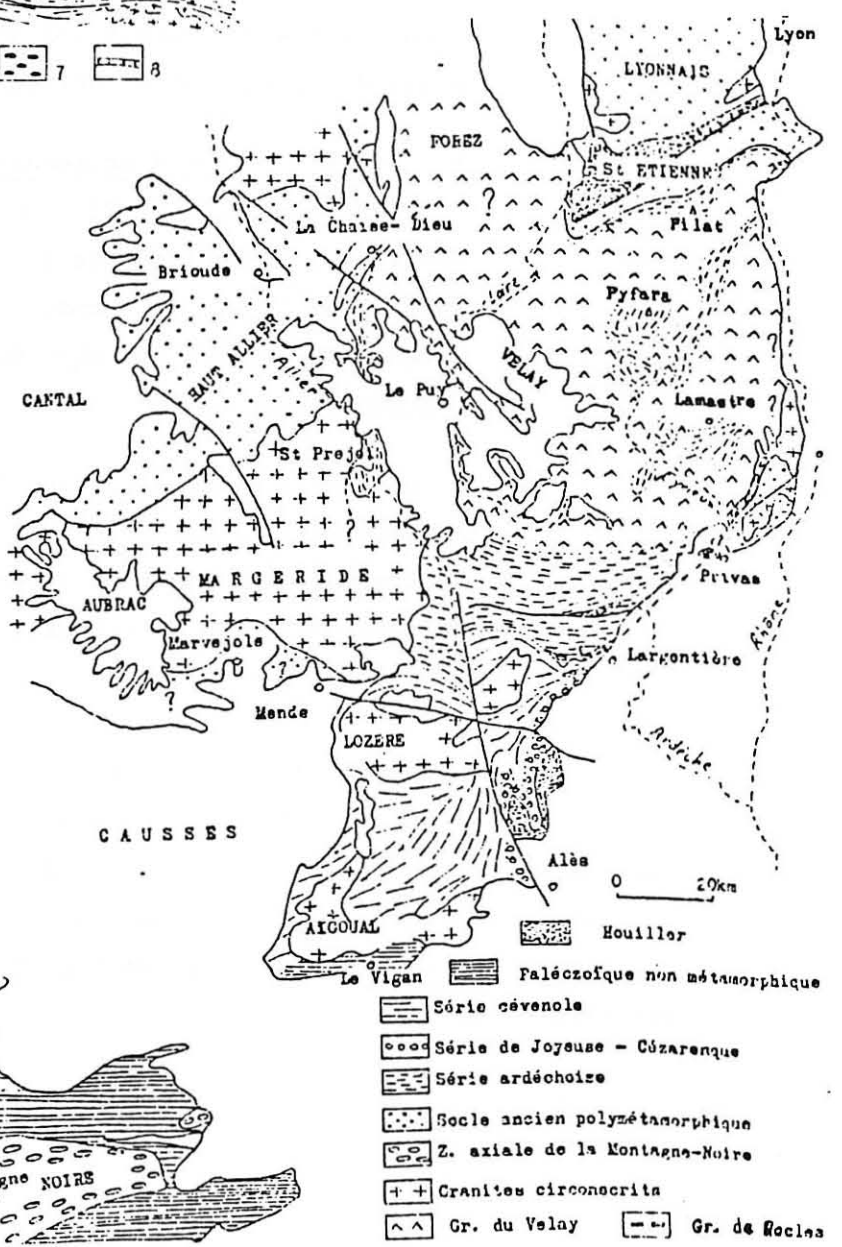 7 8
Lyon
LYONNAIS
FOREZ
St ETIENNE
?
La Chaise-Dieu
Pilat
Brioude
Loire
Pyfara
HAUT ALLIER
Allier
VELAY
?
CANTAL
Le Puy
Lamastre ?
St Prejet
?
MARGERIDE
Privas
AUBRAC
Rhône
Marvejols
Largentière
?
?
Mende
LOZERE
Ardèche
CAUSSES
Alès
0 20km
AIGOUAL
Houiller
Le Vigan
Paléozoïque non métamorphique
Série cévenole
Série de Joyeuse - Cézarenque
Série ardéchoise
Socle ancien polymétamorphique
Z. axiale de la Montagne-Noire
gne NOIRE
Granites circonscrits
Gr. du Velay
Gr. de Rocles